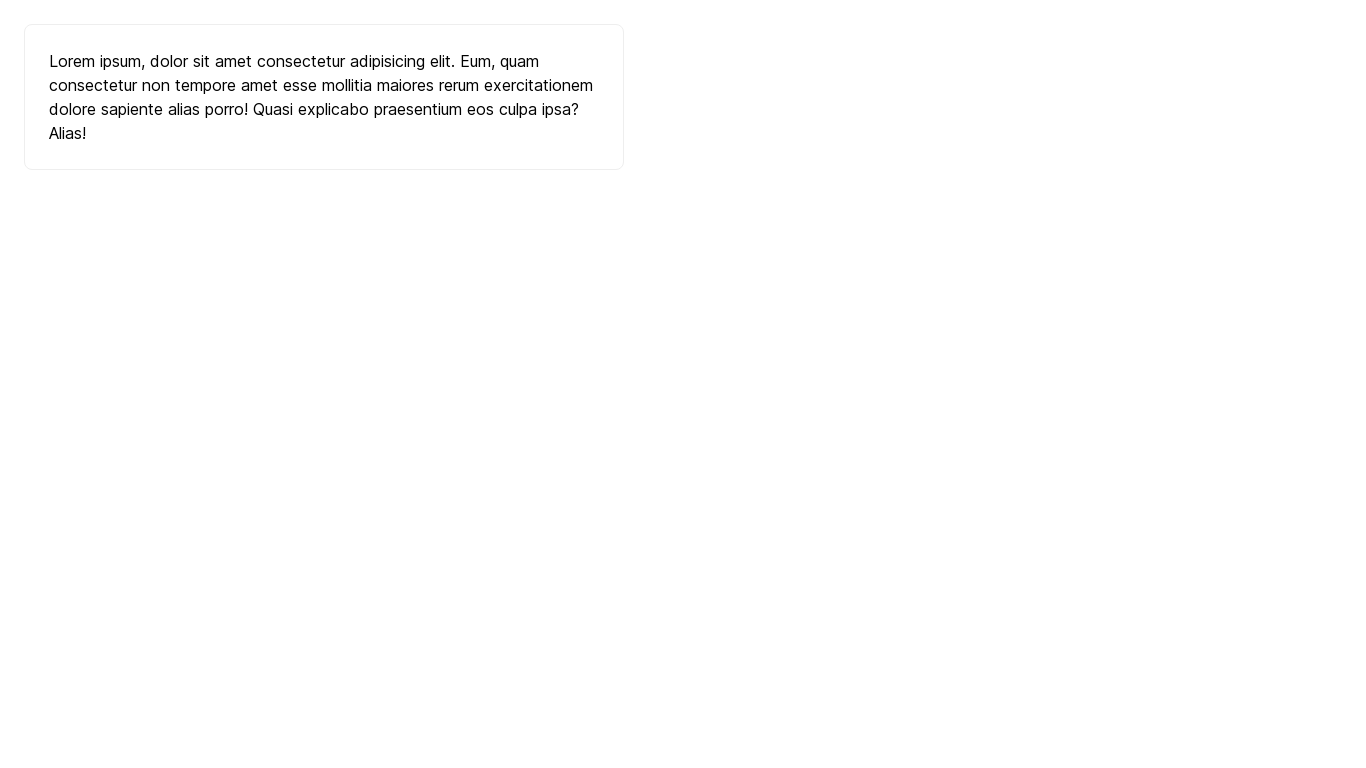 Lorem ipsum, dolor sit amet consectetur adipisicing elit. Eum, quam
consectetur non tempore amet esse mollitia maiores rerum exercitationem
dolore sapiente alias porro! Quasi explicabo praesentium eos culpa ipsa?
Alias!